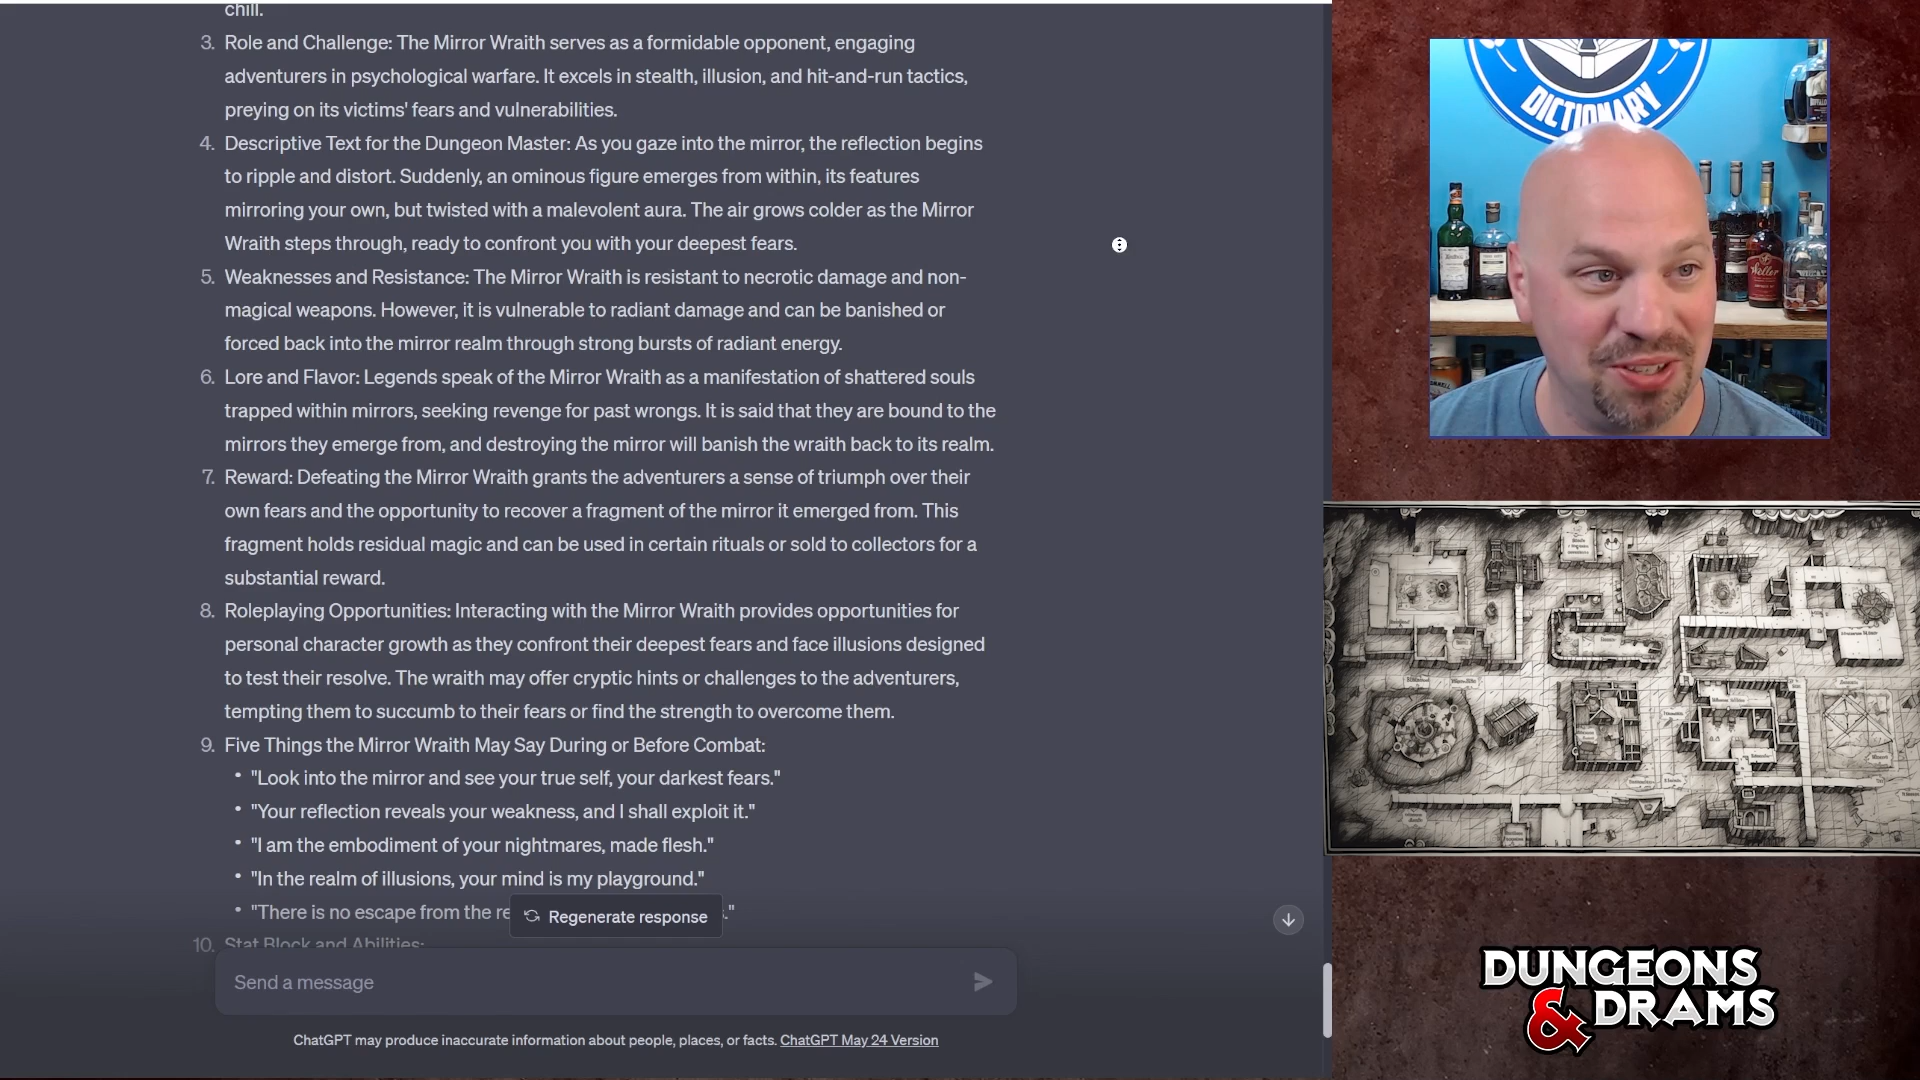 chill.
3. Role and Challenge: The Mirror Wraith serves as a formidable opponent, engaging
adventurers in psychological warfare. It excels in stealth, illusion, and hit-and-run tactics,
preying on its victims' fears and vulnerabilities.
4. Descriptive Text for the Dungeon Master: As you gaze into the mirror, the reflection begins
to ripple and distort. Suddenly, an ominous figure emerges from within, its features
mirroring your own, but twisted with a malevolent aura. The air grows colder as the Mirror
Wraith steps through, ready to confront you with your deepest fears.
5. Weaknesses and Resistance: The Mirror Wraith is resistant to necrotic damage and non-
magical weapons. However, it is vulnerable to radiant damage and can be banished or
forced back into the mirror realm through strong bursts of radiant energy.
6. Lore and Flavor: Legends speak of the Mirror Wraith as a manifestation of shattered souls
trapped within mirrors, seeking revenge for past wrongs. It is said that they are bound to the
mirrors they emerge from, and destroying the mirror will banish the wraith back to its realm.
7. Reward: Defeating the Mirror Wraith grants the adventurers a sense of triumph over their
own fears and the opportunity to recover a fragment of the mirror it emerged from. This
fragment holds residual magic and can be used in certain rituals or sold to collectors for a
substantial reward.
8. Roleplaying Opportunities: Interacting with the Mirror Wraith provides opportunities for
personal character growth as they confront their deepest fears and face illusions designed
to test their resolve. The wraith may offer cryptic hints or challenges to the adventurers,
tempting them to succumb to their fears or find the strength to overcome them.
9. Five Things the Mirror Wraith May Say During or Before Combat:
• "Look into the mirror and see your true self, your darkest fears."
• "Your reflection reveals your weakness, and I shall exploit it."
• "I am the embodiment of your nightmares, made flesh."
• "In the realm of illusions, your mind is my playground."
• "There is no escape from the re
."
Regenerate response
10. Stat Block and Abilities:
Send a message
ChatGPT may produce inaccurate information about people, places, or facts. ChatGPT May 24 Version
DICTIONARY
Weller
DUNGEONS
& DRAMS